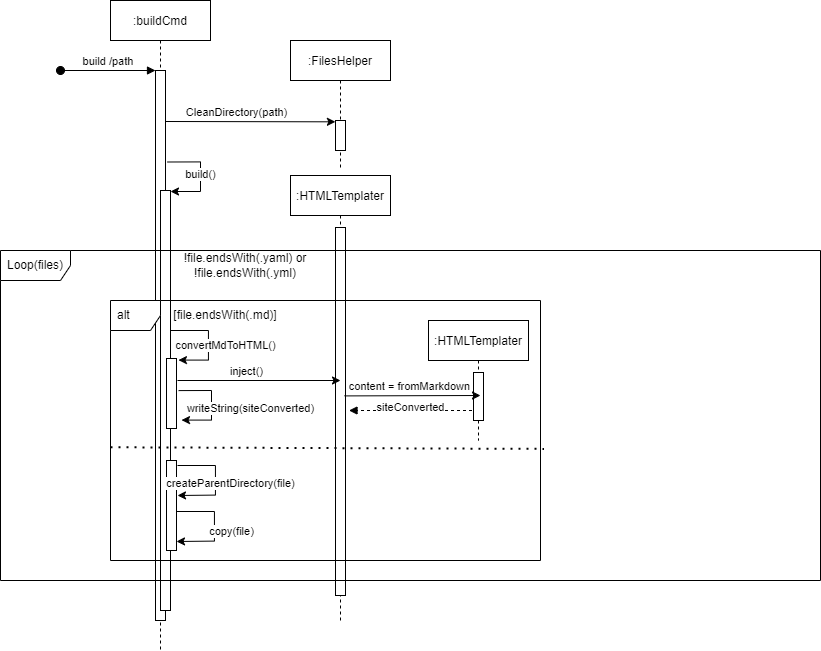 :buildCmd
:FilesHelper
build /path
CleanDirectory(path)
build()
:HTMLTemplater
Loop(files)
!file.endsWith(.yaml) or
!file.endsWith(.yml)
alt
[file.endsWith(.md)]
:HTMLTemplater
convertMdToHTML()
inject()
content = fromMarkdown
writeString(siteConverted)
siteConverted
createParentDirectory(file)
copy(file)